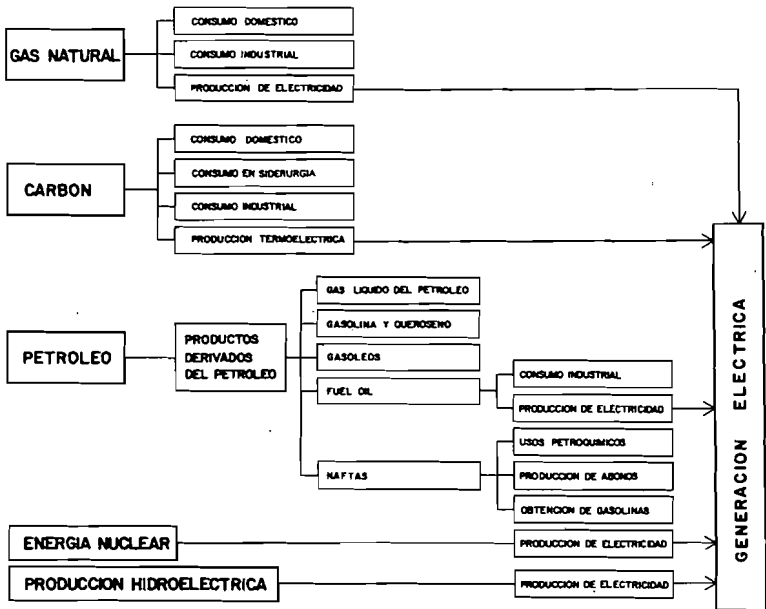 GAS NATURAL
CONSUMO DOMESTICO
CONSUMO INDUSTRIAL
PRODUCCION DE ELECTRICIDAD
CARBON
CONSUMO DOMESTICO
CONSUMO EN SIDERURGIA
CONSUMO INDUSTRIAL
PRODUCCION TERMOELECTRICA
PETROLEO
PRODUCTOS
DERIVADOS
DEL PETROLEO
GAS LIQUIDO DEL PETROLEO
GASOLINA Y QUEROSENO
GASOLEOS
FUEL OIL
CONSUMO INDUSTRIAL
PRODUCCION DE ELECTRICIDAD
NAFTAS
USOS PETROQUIMICOS
PRODUCCION DE ABONOS
OBTENCION DE GASOLINAS
ENERGIA NUCLEAR
PRODUCCION DE ELECTRICIDAD
PRODUCCION HIDROELECTRICA
PRODUCCION DE ELECTRICIDAD
GENERACION ELECTRICA